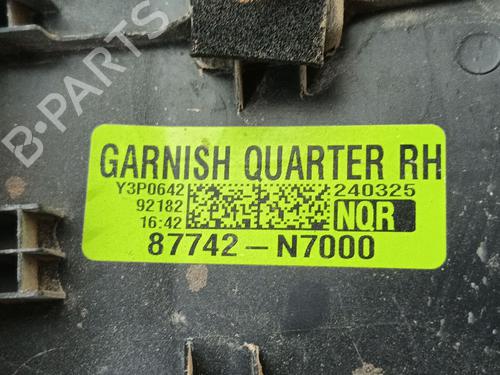 B-PARTS
GARNISH QUARTER RH
Y3P0642 240325
92182 NQR
16:42
87742-N7000